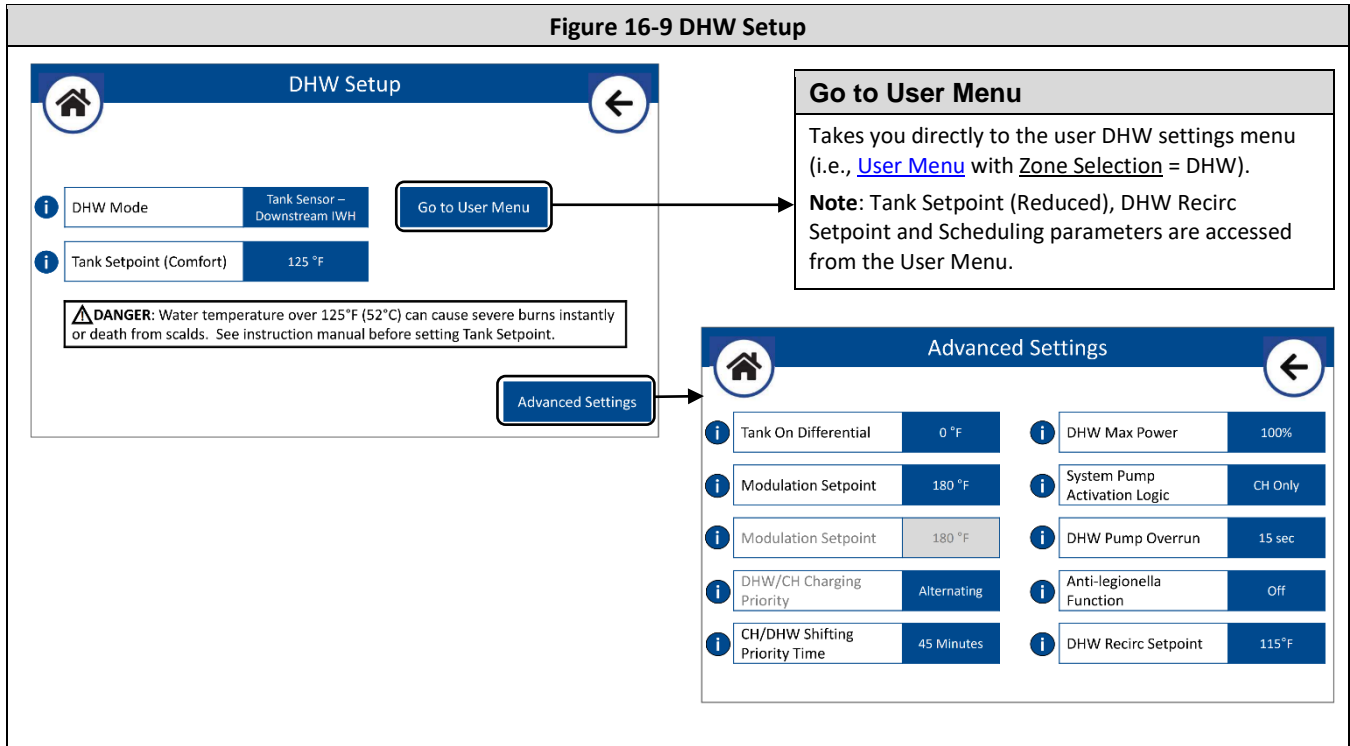 Figure 16-9 DHW Setup
DHW Setup
i DHW Mode
Tank Sensor –
Downstream IWH
Go to User Menu
i Tank Setpoint (Comfort)
125 °F
⚠DANGER: Water temperature over 125°F (52°C) can cause severe burns instantly
or death from scalds. See instruction manual before setting Tank Setpoint.
Advanced Settings
Go to User Menu
Takes you directly to the user DHW settings menu
(i.e., User Menu with Zone Selection = DHW).
Note: Tank Setpoint (Reduced), DHW Recirc
Setpoint and Scheduling parameters are accessed
from the User Menu.
Advanced Settings
i Tank On Differential
0 °F
i Modulation Setpoint
180 °F
i Modulation Setpoint
180 °F
i DHW/CH Charging
Priority
Alternating
i CH/DHW Shifting
Priority Time
45 Minutes
i DHW Max Power
100%
i System Pump
Activation Logic
CH Only
i DHW Pump Overrun
15 sec
i Anti-legionella
Function
Off
i DHW Recirc Setpoint
115°F